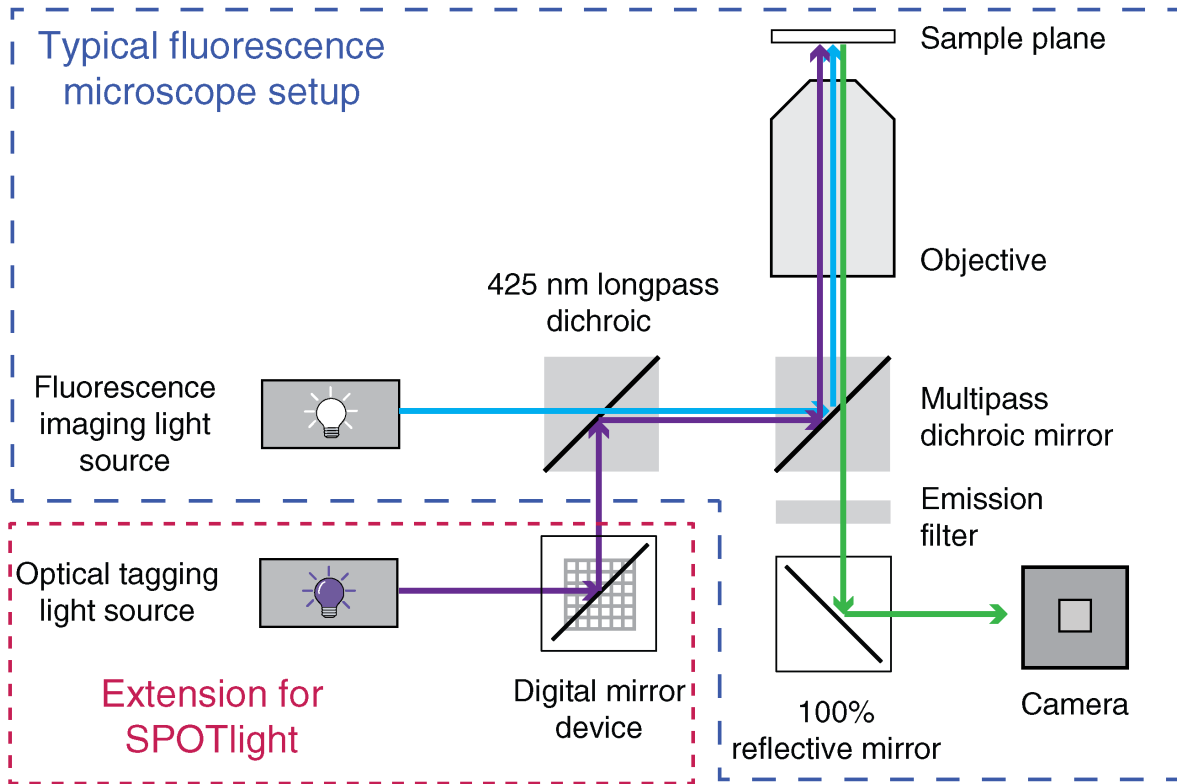 Typical fluorescence
microscope setup
Sample plane
Objective
425 nm longpass
dichroic
Fluorescence
imaging light
source
Multipass
dichroic mirror
Emission
filter
Optical tagging
light source
Extension for
SPOTlight
Digital mirror
device
100%
reflective mirror
Camera